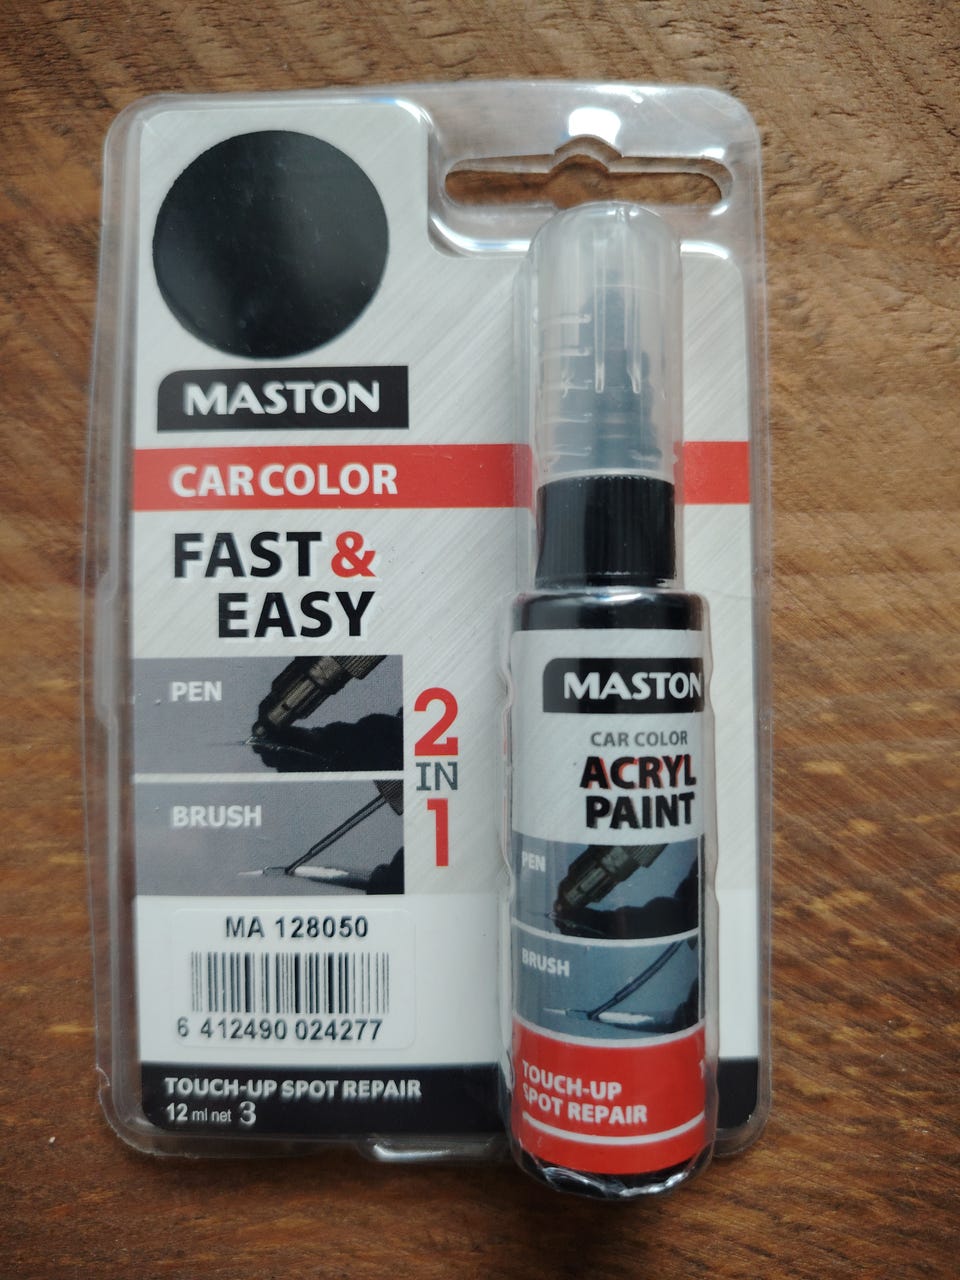 MASTON
CAR COLOR
FAST &
EASY
PEN
BRUSH
2
IN
1
MA 128050
6 412490 024277
TOUCH-UP SPOT REPAIR
12 ml net 3
MASTON
CAR COLOR
ACRYL
PAINT
PEN
BRUSH
TOUCH-UP
SPOT REPAIR